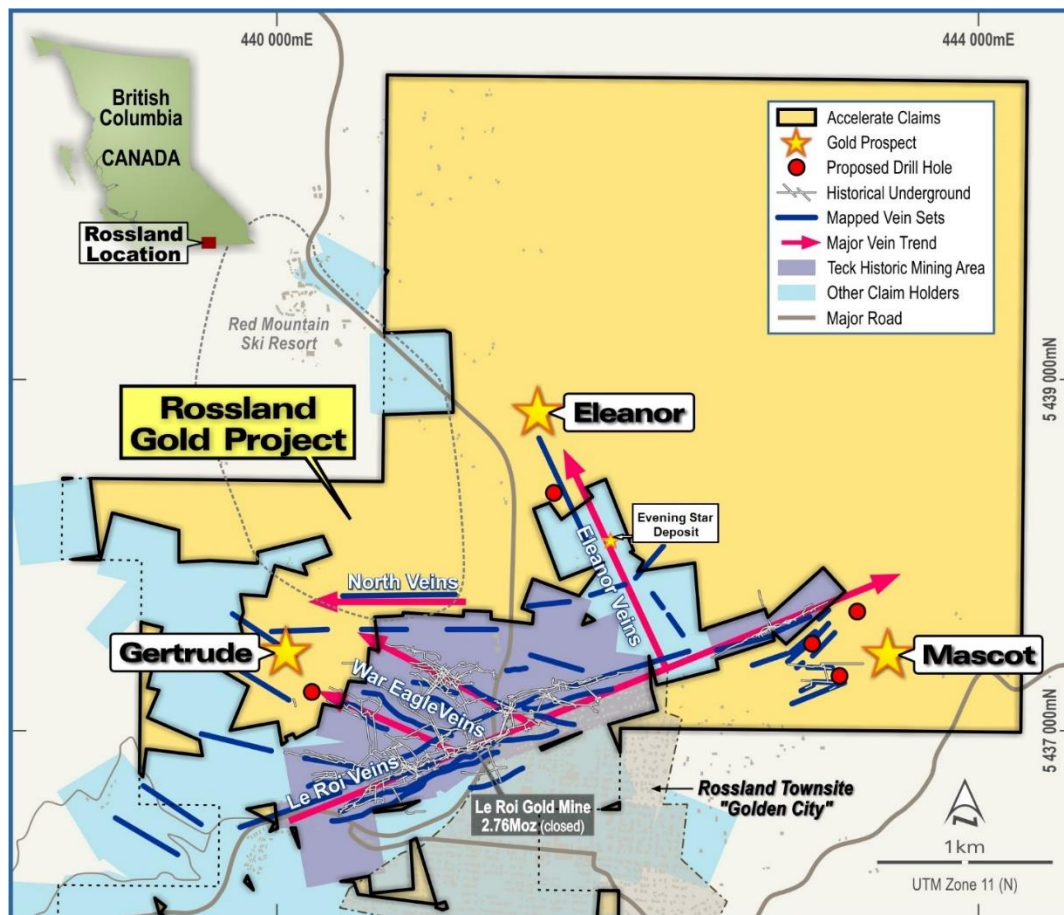 440 000mE
444 000mE
British
Columbia
CANADA
Rossland
Location
Accelerate Claims
Gold Prospect
Proposed Drill Hole
Historical Underground
Mapped Vein Sets
Major Vein Trend
Teck Historic Mining Area
Other Claim Holders
Major Road
Red Mountain
Ski Resort
5 439 000mN
Rossland
Gold Project
Eleanor
Evening Star
Deposit
Eleanor Veins
North Veins
Gertrude
Mascot
War EagleVeins
5 437 000mN
Le Roi Veins
Le Roi Gold Mine
2.76Moz (closed)
Rossland Townsite
"Golden City"
N
1km
UTM Zone 11 (N)